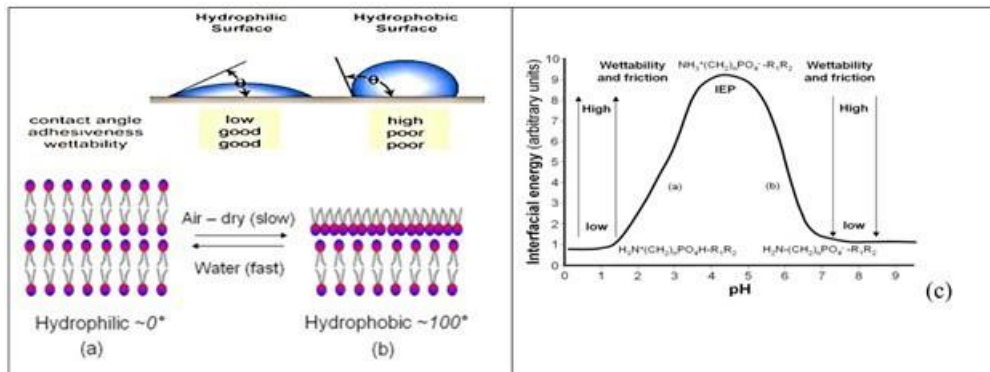 Hydrophilic
Surface
Hydrophobic
Surface
θ
θ
contact angle
adhesiveness
wettability
low
good
good
high
poor
poor
Air – dry (slow)
Water (fast)
Hydrophilic ~0°
(a)
Hydrophobic ~100°
(b)
Interfacial energy (arbitrary units)
10
9
8
7
6
5
4
3
2
1
0
0 1 2 3 4 5 6 7 8 9
pH
Wettability
and friction
High
low
NH₃⁺(CH₂)ₙPO₄⁻-R₁R₂
IEP
Wettability
and friction
High
low
(a)
(b)
H₃N⁺(CH₂)ₙPO₄H-R₁R₂
H₂N-(CH₂)ₙPO₄⁻-R₁R₂
(c)